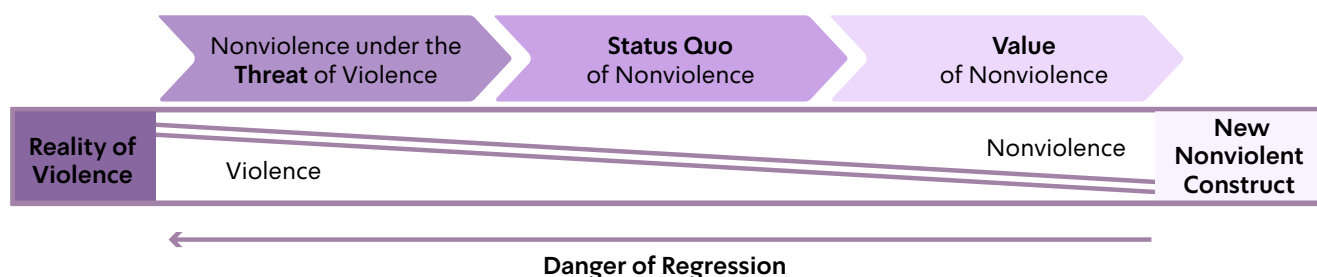 Nonviolence under the
Threat of Violence
Status Quo
of Nonviolence
Value
of Nonviolence
Reality of
Violence
Violence
Nonviolence
New
Nonviolent
Construct
Danger of Regression